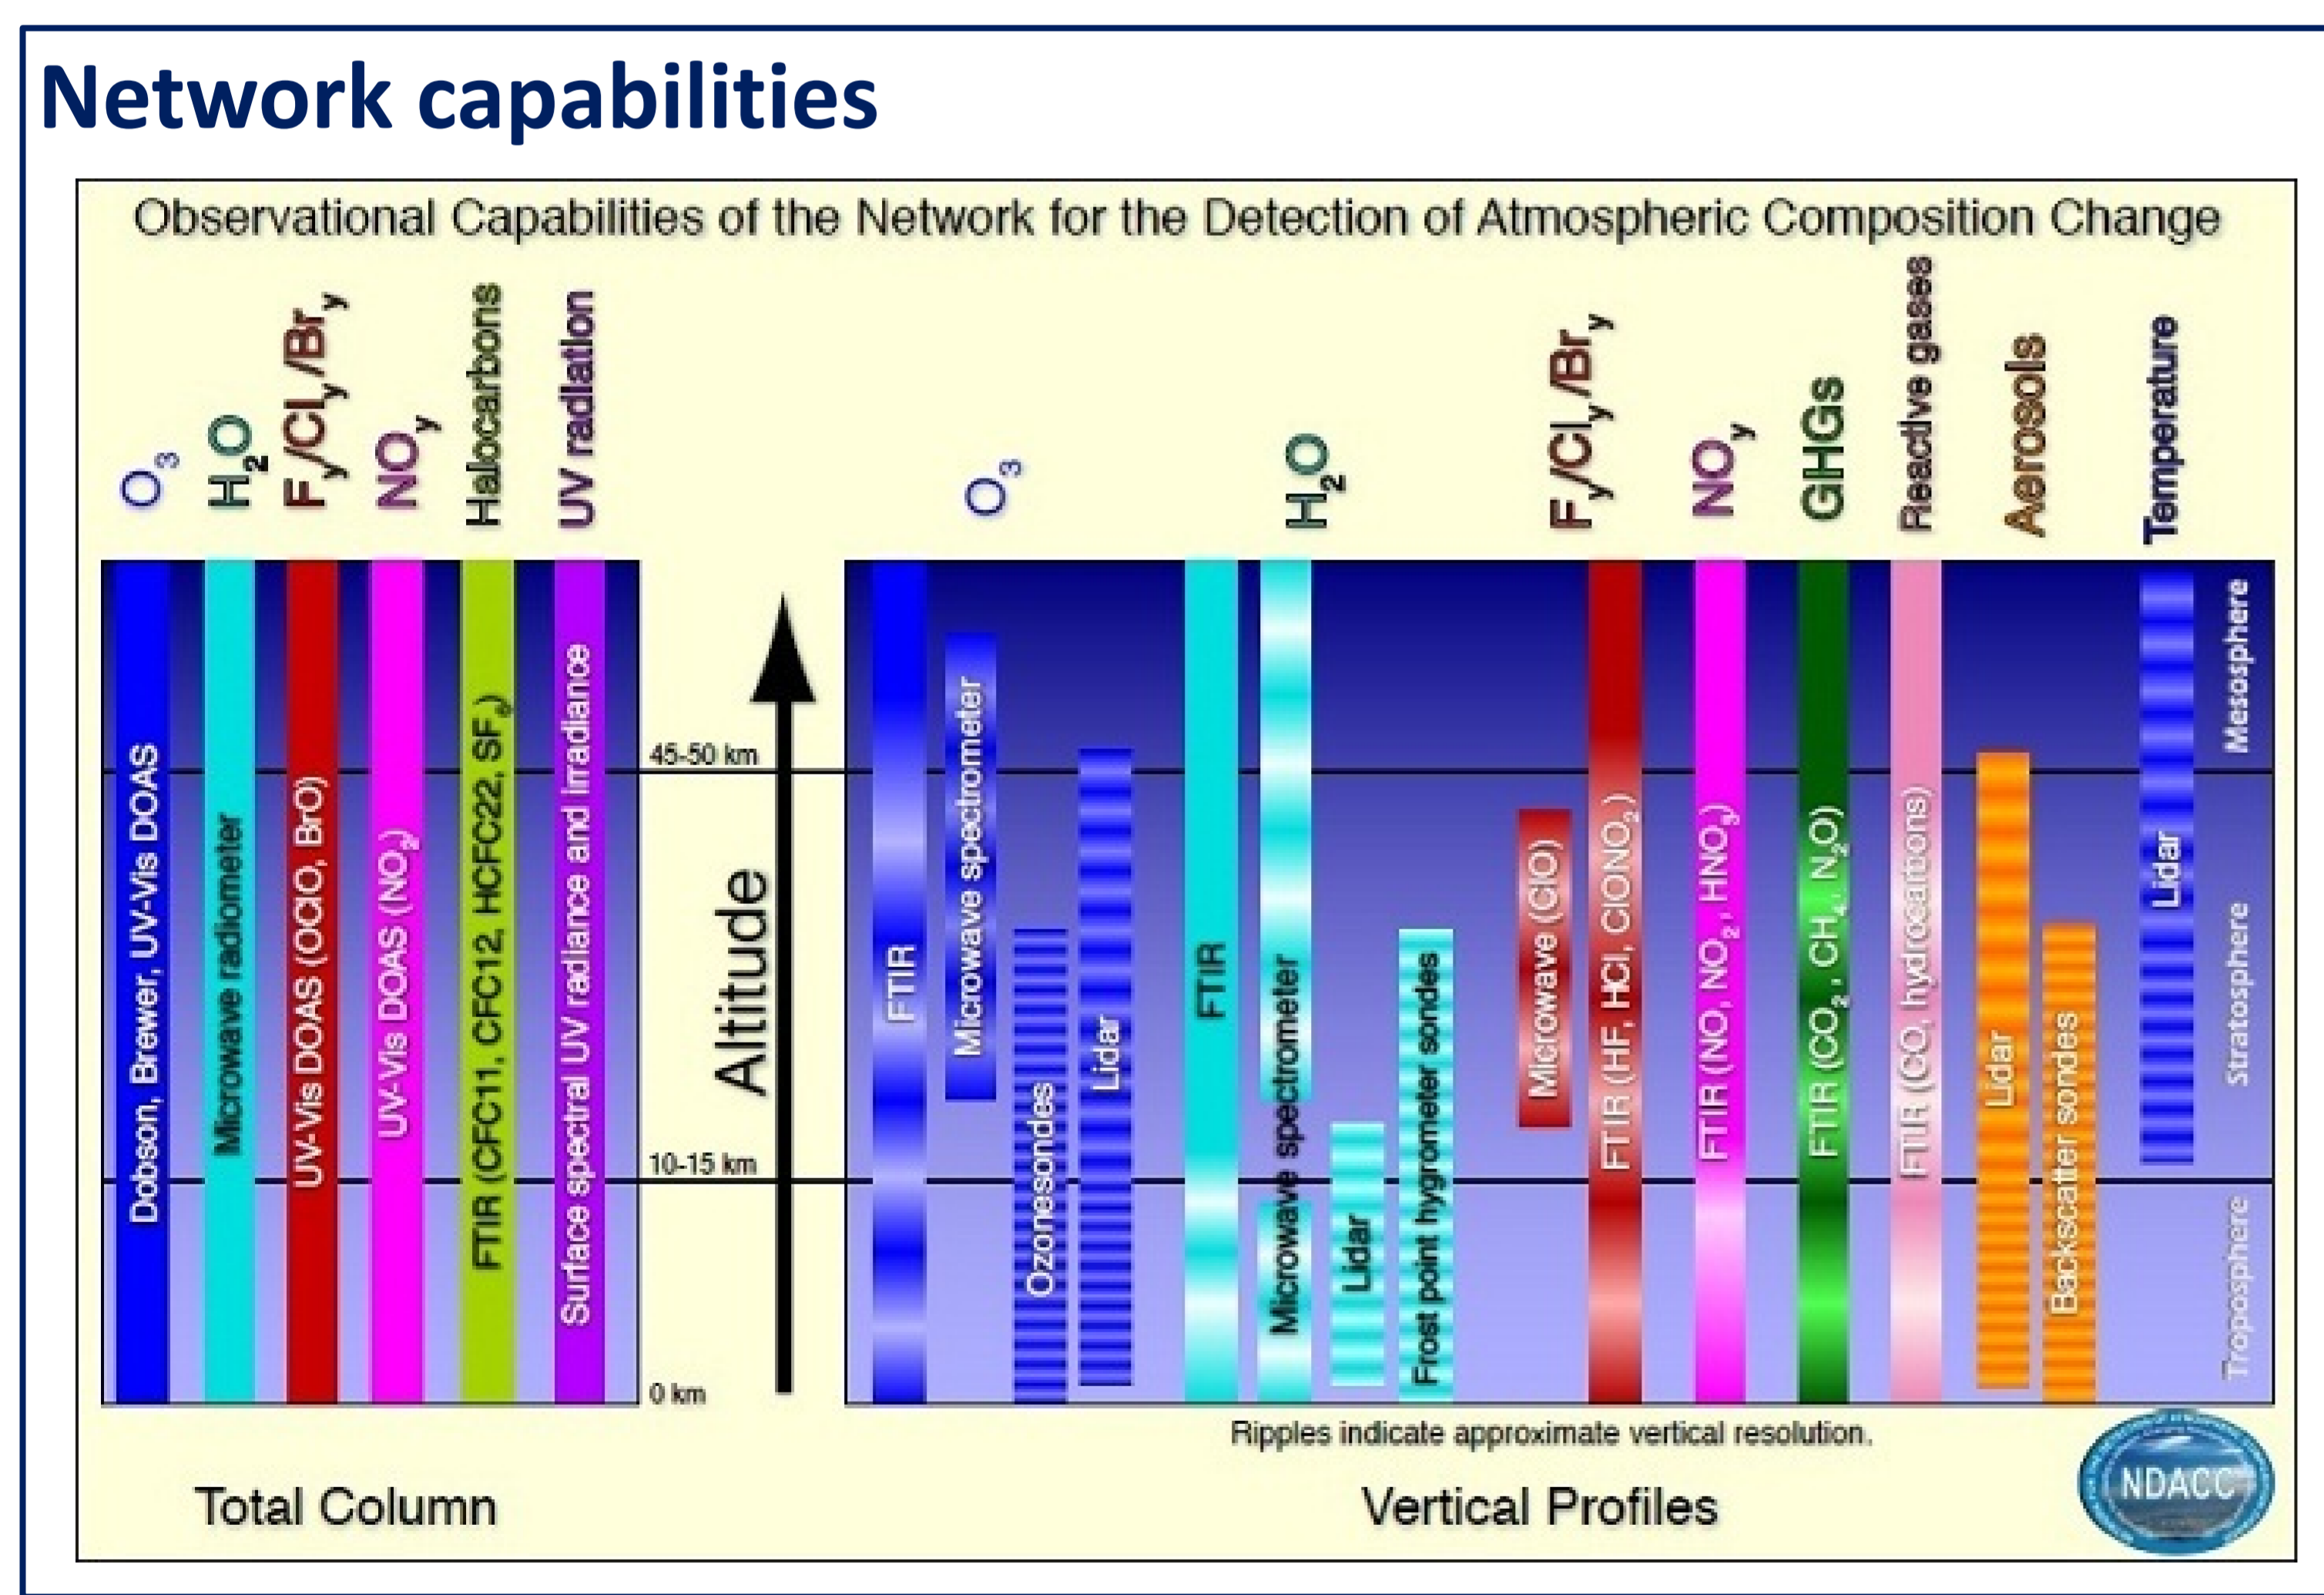 Network capabilities
Observational Capabilities of the Network for the Detection of Atmospheric Composition Change
O3
H2O
Fy/Cly/Bry
NOy
Halocarbons
UV radiation
O3
H2O
Fy/Cly/Bry
NOy
GHGs
Reactive gases
Aerosols
Temperature
Dobson, Brewer, UV-Vis DOAS
Microwave radiometer
UV-Vis DOAS (OClO, BrO)
UV-Vis DOAS (NO2)
FTIR (CFC11, CFC12, HCFC22, SF6)
Surface spectral UV radiance and irradiance
45-50 km
10-15 km
0 km
Altitude
FTIR
Microwave spectrometer
Ozonesondes
Lidar
FTIR
Microwave spectrometer
Lidar
Frost point hygrometer sondes
Microwave (ClO)
FTIR (HF, HCl, ClONO2)
FTIR (NO, NO2, HNO3)
FTIR (CO2, CH4, N2O)
FTIR (CO, hydrocarbons)
Lidar
Backscatter sondes
Lidar
Mesosphere
Stratosphere
Troposphere
Ripples indicate approximate vertical resolution.
Total Column
Vertical Profiles
NDACC